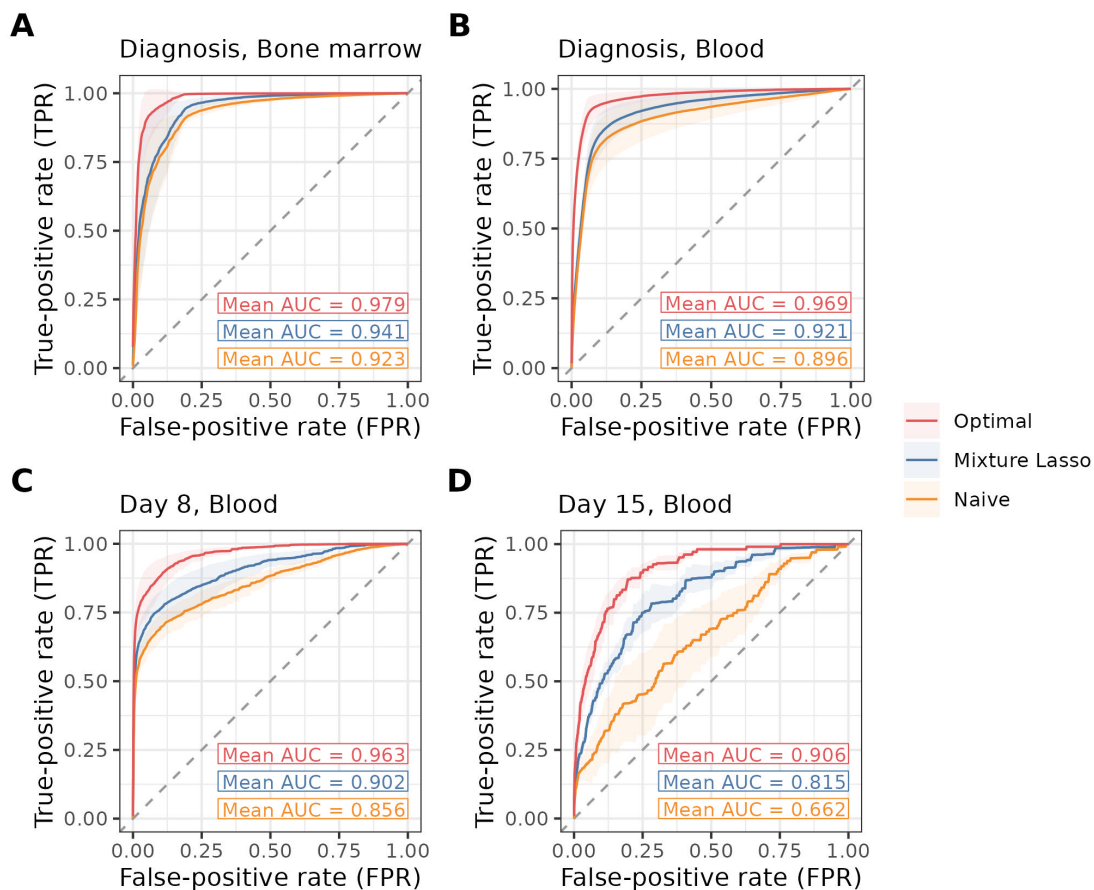 A
Diagnosis, Bone marrow
True-positive rate (TPR)
1.00
0.75
0.50
0.25
0.00
Mean AUC = 0.979
Mean AUC = 0.941
Mean AUC = 0.923
0.00 0.25 0.50 0.75 1.00
False-positive rate (FPR)
B
Diagnosis, Blood
True-positive rate (TPR)
1.00
0.75
0.50
0.25
0.00
Mean AUC = 0.969
Mean AUC = 0.921
Mean AUC = 0.896
0.00 0.25 0.50 0.75 1.00
False-positive rate (FPR)
Optimal
Mixture Lasso
Naive
C
Day 8, Blood
True-positive rate (TPR)
1.00
0.75
0.50
0.25
0.00
Mean AUC = 0.963
Mean AUC = 0.902
Mean AUC = 0.856
0.00 0.25 0.50 0.75 1.00
False-positive rate (FPR)
D
Day 15, Blood
True-positive rate (TPR)
1.00
0.75
0.50
0.25
0.00
Mean AUC = 0.906
Mean AUC = 0.815
Mean AUC = 0.662
0.00 0.25 0.50 0.75 1.00
False-positive rate (FPR)